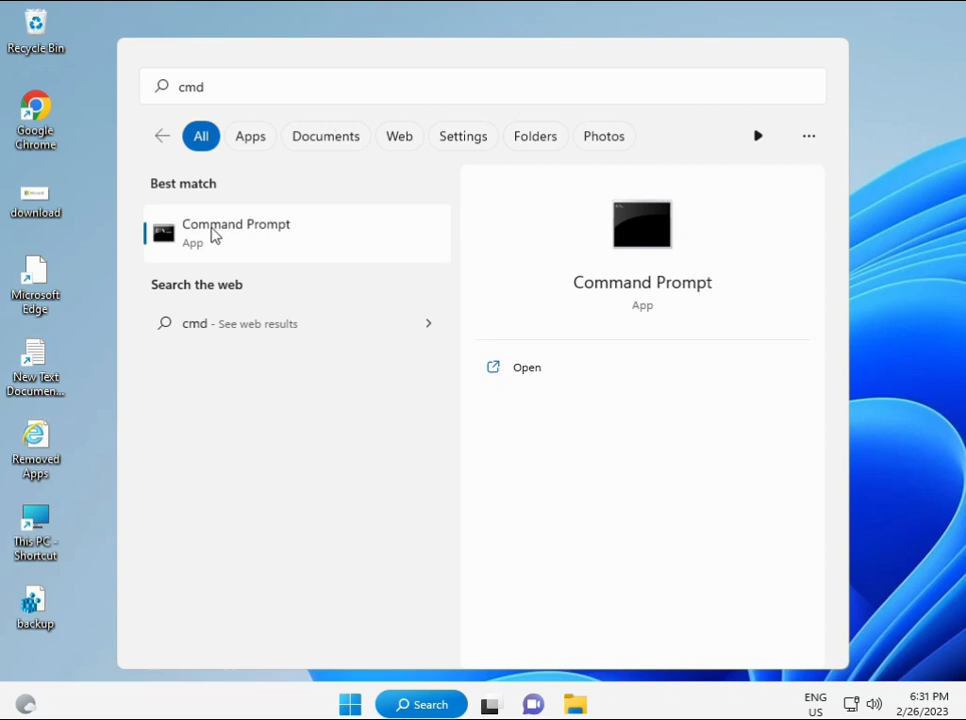 Recycle Bin
Google
Chrome
download
Microsoft
Edge
New Text
Documen...
Removed
Apps
This PC -
Shortcut
backup
cmd
All
Apps
Documents
Web
Settings
Folders
Photos
Best match
Command Prompt
App
Search the web
cmd - See web results
Command Prompt
App
Open
Search
ENG
US
6:31 PM
2/26/2023